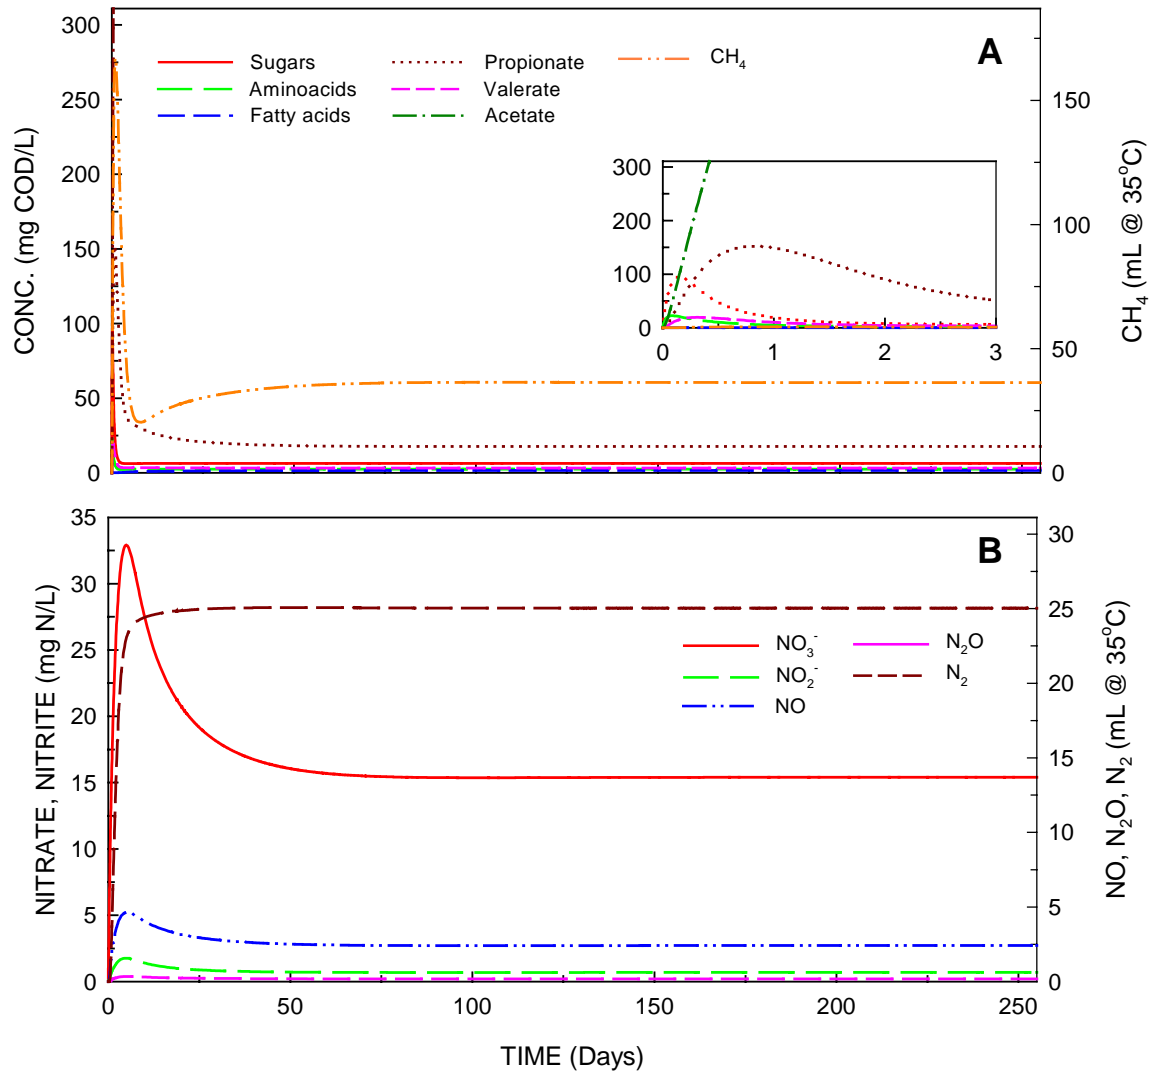 A
CONC. (mg COD/L)
300
250
200
150
100
50
0
Sugars
Aminoacids
Fatty acids
Propionate
Valerate
Acetate
CH₄
300
200
100
0
0 1 2 3
150
100
50
0
CH₄ (mL @ 35°C)
B
NITRATE, NITRITE (mg N/L)
35
30
25
20
15
10
5
0
NO₃⁻
NO₂⁻
NO
N₂O
N₂
30
25
20
15
10
5
0
NO, N₂O, N₂ (mL @ 35°C)
0 50 100 150 200 250
TIME (Days)